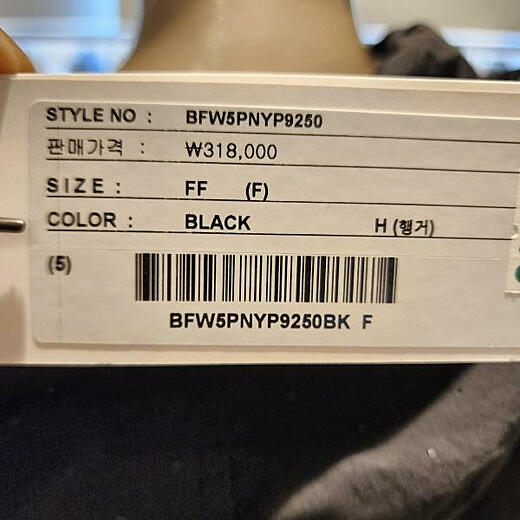 STYLE NO : BFW5PNYP9250
판매가격 : ₩318,000
SIZE : FF (F)
COLOR : BLACK H (행거)
(5)
BFW5PNYP9250BK F